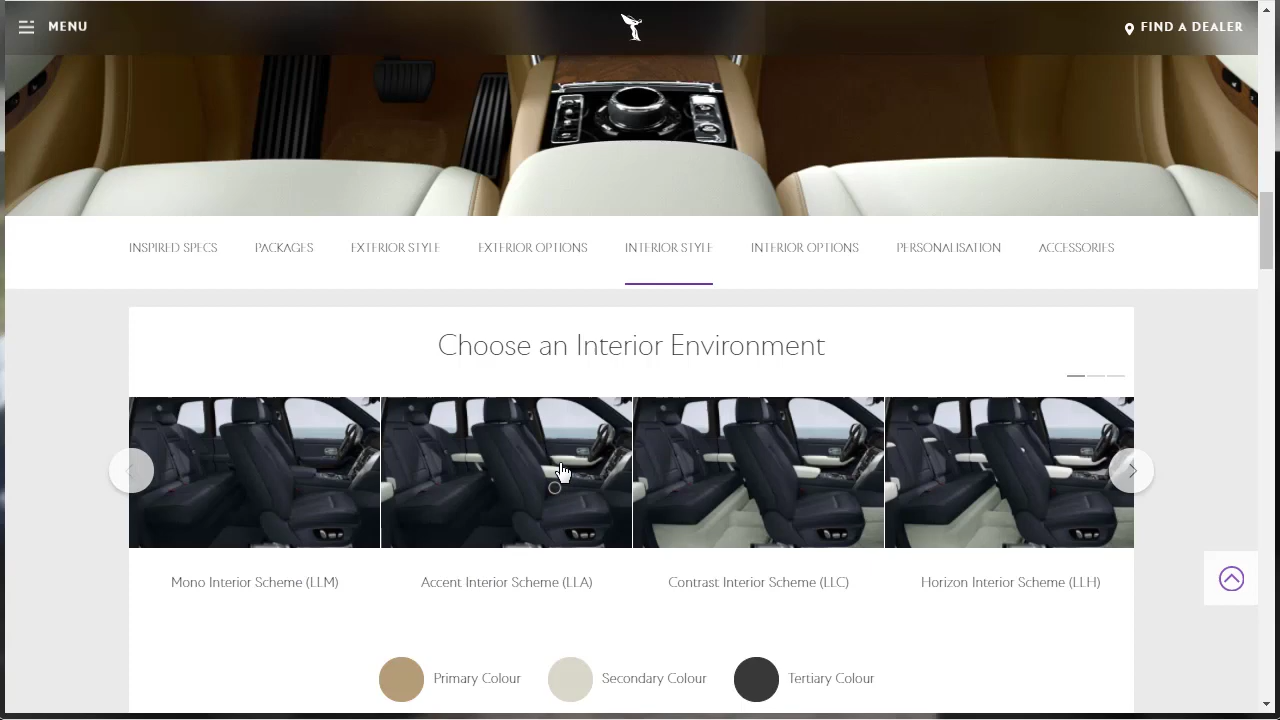 MENU
FIND A DEALER
INSPIRED SPECS PACKAGES EXTERIOR STYLE EXTERIOR OPTIONS INTERIOR STYLE INTERIOR OPTIONS PERSONALISATION ACCESSORIES
Choose an Interior Environment
Mono Interior Scheme (LLM) Accent Interior Scheme (LLA) Contrast Interior Scheme (LLC) Horizon Interior Scheme (LLH)
Primary Colour Secondary Colour Tertiary Colour